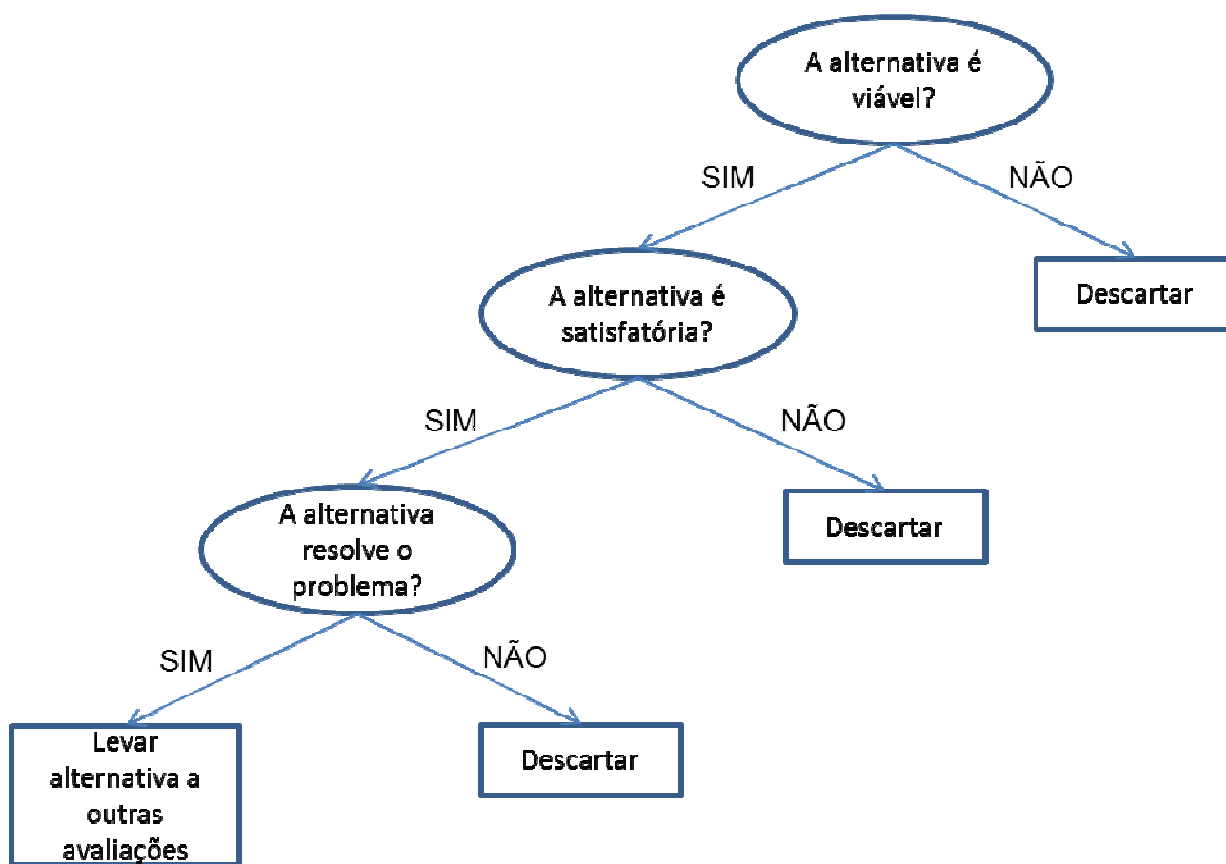 A alternativa é
viável?
SIM
NÃO
A alternativa é
satisfatória?
Descartar
SIM
NÃO
A alternativa
resolve o
problema?
Descartar
SIM
NÃO
Levar
alternativa a
outras
avaliações
Descartar